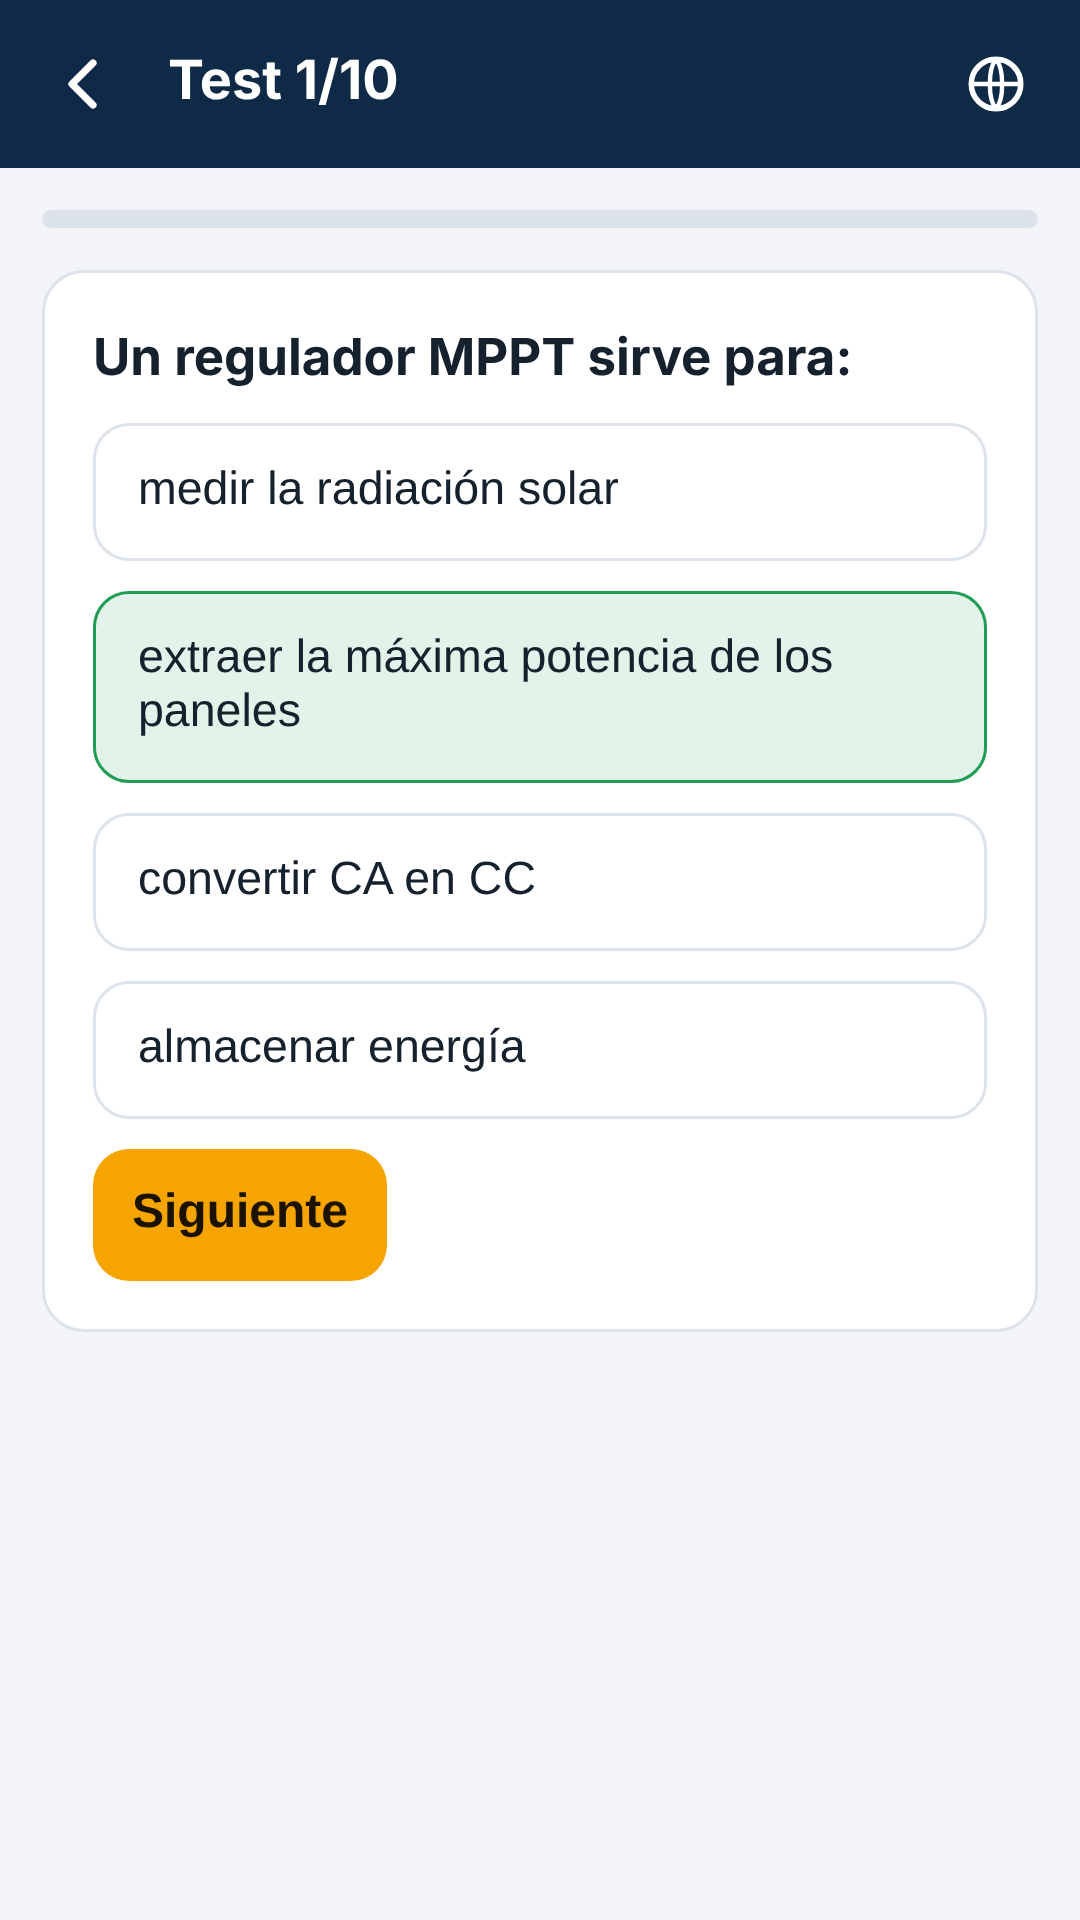 Test 1/10
Un regulador MPPT sirve para:
medir la radiación solar
extraer la máxima potencia de los
paneles
convertir CA en CC
almacenar energía
Siguiente